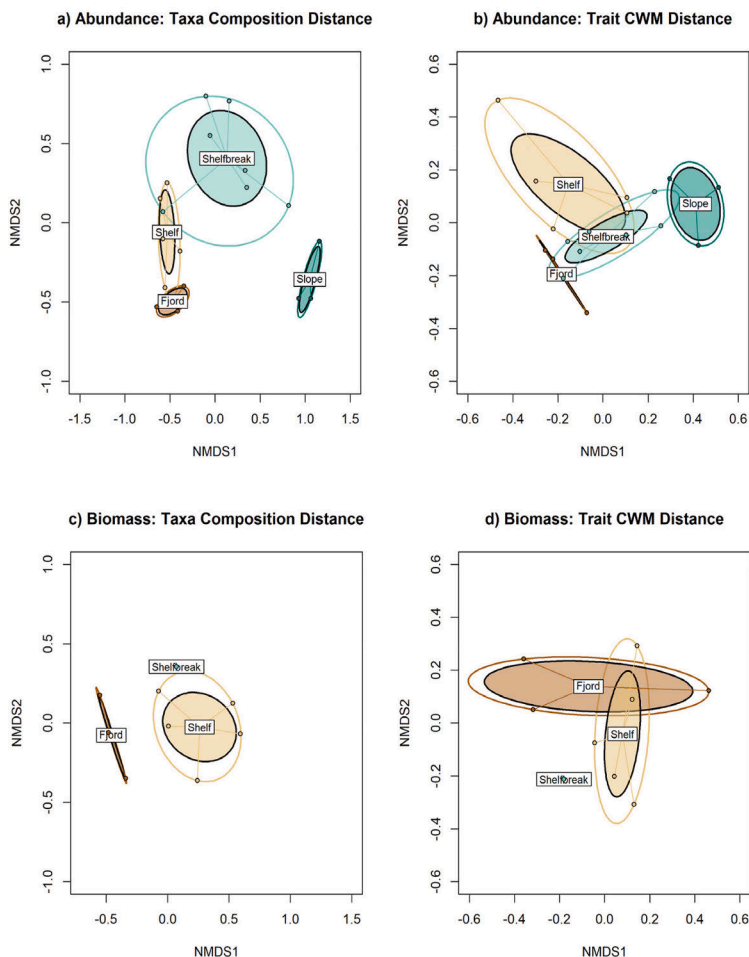 a) Abundance: Taxa Composition Distance
NMDS2
1.0
0.5
0.0
-0.5
-1.0
Shelfbreak
Shelf
Slope
Fjord
-1.0 -0.5 0.0 0.5 1.0 1.5
NMDS1
b) Abundance: Trait CWM Distance
NMDS2
0.6
0.4
0.2
0.0
-0.2
-0.4
-0.6
Shelf
Slope
Shelfbreak
Fjord
-0.6 -0.4 -0.2 0.0 0.2 0.4 0.6
NMDS1
c) Biomass: Taxa Composition Distance
NMDS2
1.0
0.5
0.0
-0.5
-1.0
Shelfbreak
Shelf
Fjord
-0.5 0.0 0.5 1.0 1.5
NMDS1
d) Biomass: Trait CWM Distance
NMDS2
0.6
0.4
0.2
0.0
-0.2
-0.4
-0.6
Fjord
Shelf
Shelfbreak
-0.6 -0.4 -0.2 0.0 0.2 0.4 0.6
NMDS1